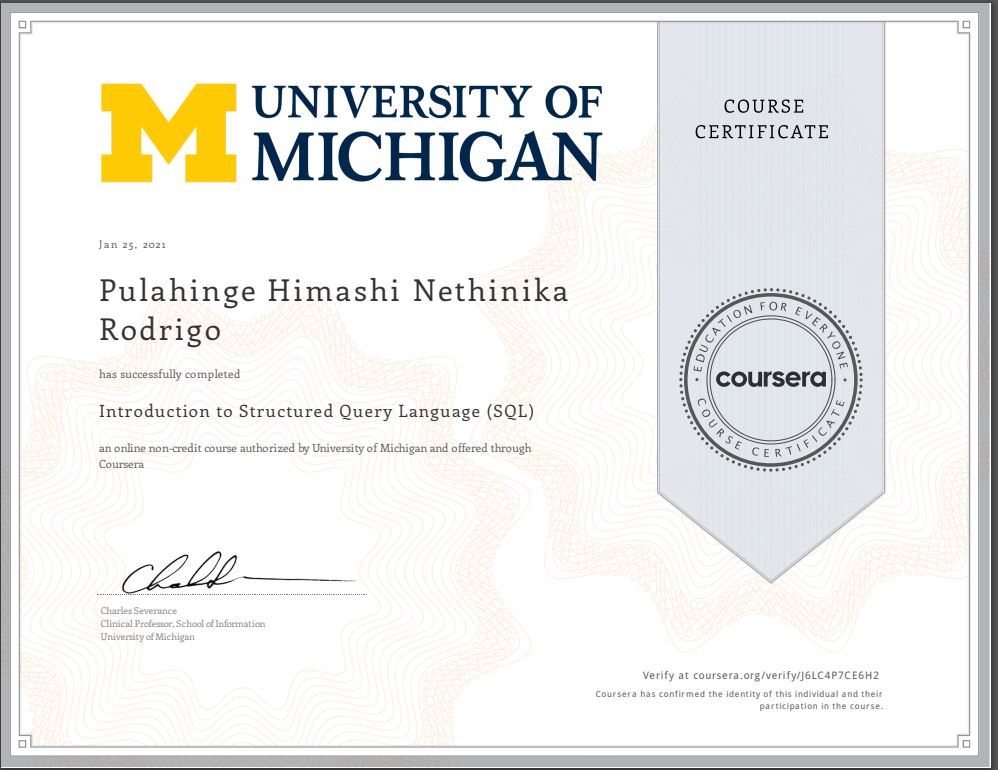 UNIVERSITY OF
MICHIGAN
COURSE
CERTIFICATE
Jan 25, 2021
Pulahinge Himashi Nethinika
Rodrigo
has successfully completed
Introduction to Structured Query Language (SQL)
an online non-credit course authorized by University of Michigan and offered through
Coursera
EDUCATION FOR EVERYONE
coursera
COURSE CERTIFICATE
Charles Severance
Clinical Professor, School of Information
University of Michigan
Verify at coursera.org/verify/J6LC4P7CE6H2
Coursera has confirmed the identity of this individual and their
participation in the course.